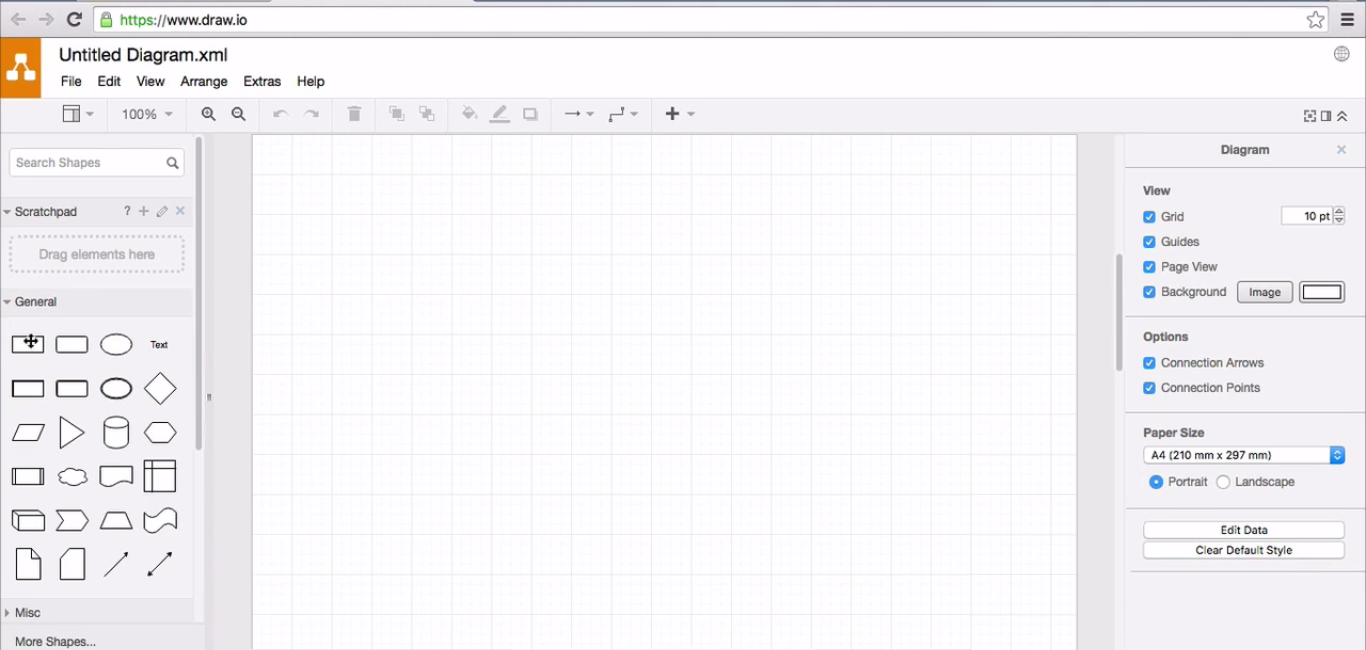 https://www.draw.io
Untitled Diagram.xml
File Edit View Arrange Extras Help
100%
Search Shapes
Scratchpad ?
Drag elements here
General
Text
Misc
More Shapes...
Diagram
View
Grid 10 pt
Guides
Page View
Background Image
Options
Connection Arrows
Connection Points
Paper Size
A4 (210 mm x 297 mm)
Portrait Landscape
Edit Data
Clear Default Style